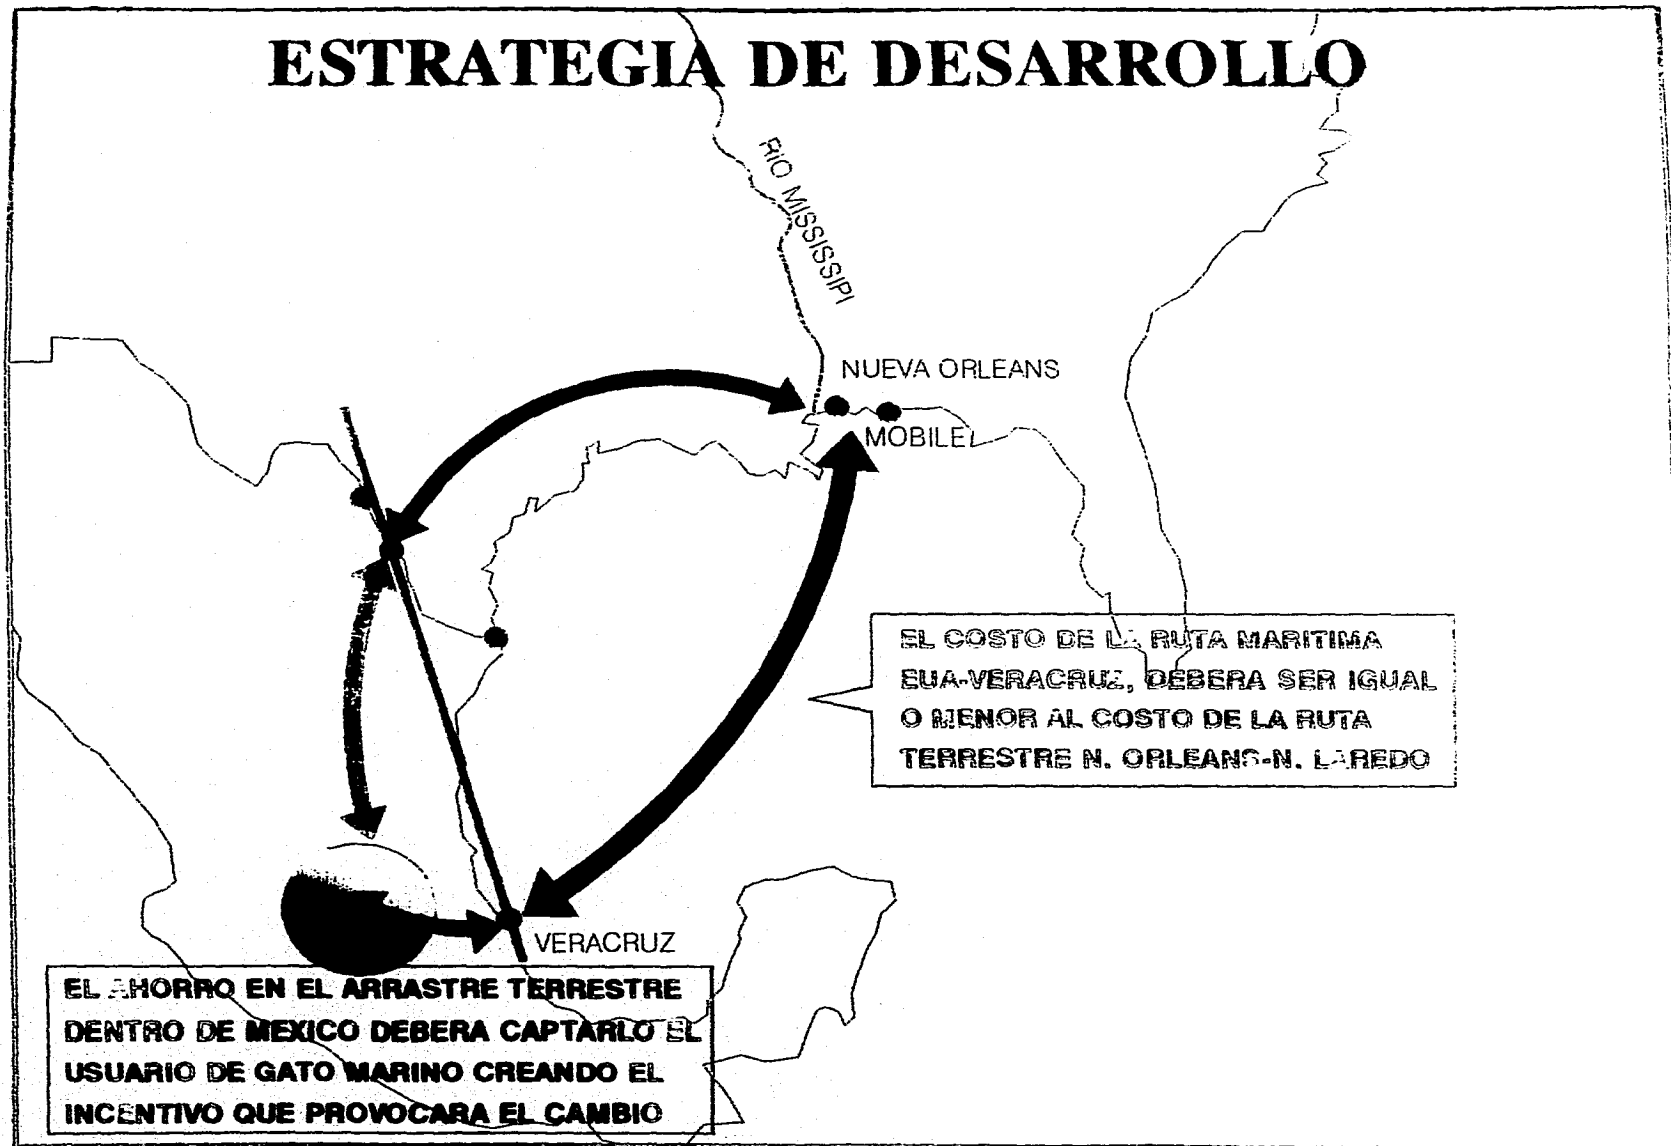 ESTRATEGIA DE DESARROLLO
RIO MISSISSIPI
NUEVA ORLEANS
MOBILE
EL COSTO DE LA RUTA MARITIMA
EUA-VERACRUZ, DEBERA SER IGUAL
O MENOR AL COSTO DE LA RUTA
TERRESTRE N. ORLEANS-N. LAREDO
VERACRUZ
EL AHORRO EN EL ARRASTRE TERRESTRE
DENTRO DE MEXICO DEBERA CAPTARLO EL
USUARIO DE GATO MARINO CREANDO EL
INCENTIVO QUE PROVOCARA EL CAMBIO